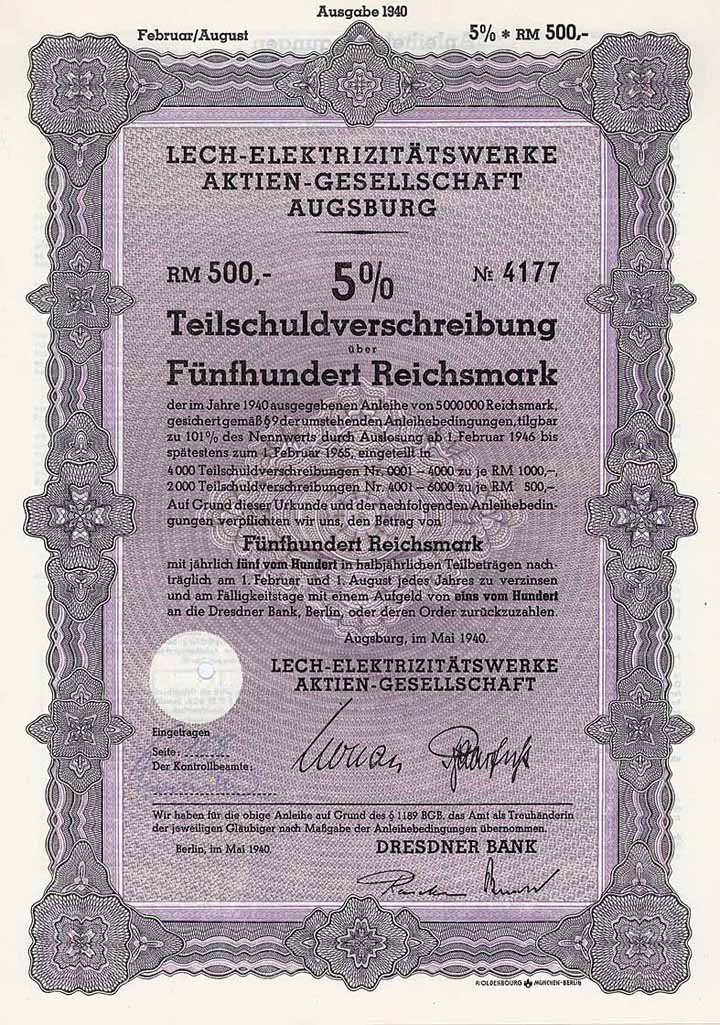 Ausgabe 1940
Februar/August 5% * RM 500,-
LECH-ELEKTRIZITÄTSWERKE
AKTIEN-GESELLSCHAFT
AUGSBURG
RM 500,- 5% № 4177
Teilschuldverschreibung
über
Fünfhundert Reichsmark
der im Jahre 1940 ausgegebenen Anleihe von 5000000 Reichsmark,
gesichert gemäß § 9 der umstehenden Anleihebedingungen, tilgbar
zu 101% des Nennwerts durch Auslosung ab 1. Februar 1946 bis
spätestens zum 1. Februar 1965, eingeteilt in
4000 Teilschuldverschreibungen Nr. 0001 – 4000 zu je RM 1000,–,
2000 Teilschuldverschreibungen Nr. 4001 – 6000 zu je RM 500,–.
Auf Grund dieser Urkunde und der nachfolgenden Anleihebedin-
gungen verpflichten wir uns, den Betrag von
Fünfhundert Reichsmark
mit jährlich fünf vom Hundert in halbjährlichen Teilbeträgen nach-
träglich am 1. Februar und 1. August jedes Jahres zu verzinsen
und am Fälligkeitstage mit einem Aufgeld von eins vom Hundert
an die Dresdner Bank, Berlin, oder deren Order zurückzuzahlen.
Augsburg, im Mai 1940.
LECH-ELEKTRIZITÄTSWERKE
AKTIEN-GESELLSCHAFT
Eingetragen
Seite:
Der Kontrollbeamte:
Wir haben für die obige Anleihe auf Grund des § 1189 BGB. das Amt als Treuhänderin
der jeweiligen Gläubiger nach Maßgabe der Anleihebedingungen übernommen.
Berlin, im Mai 1940. DRESDNER BANK
R. OLDENBOURG MÜNCHEN-BERLIN